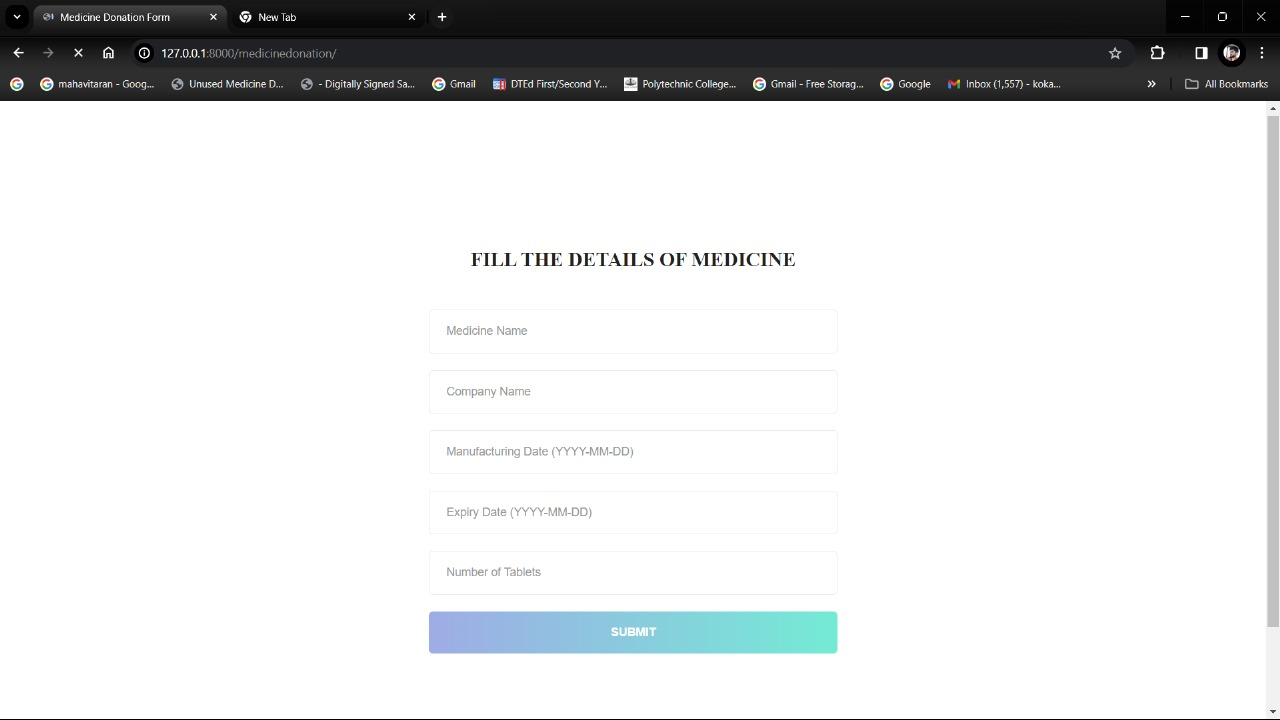 Medicine Donation Form
New Tab
127.0.0.1:8000/medicinedonation/
mahavitaran - Goog...
Unused Medicine D...
- Digitally Signed Sa...
Gmail
DTEd First/Second Y...
Polytechnic College...
Gmail - Free Storag...
Google
Inbox (1,557) - koka...
All Bookmarks
FILL THE DETAILS OF MEDICINE
Medicine Name
Company Name
Manufacturing Date (YYYY-MM-DD)
Expiry Date (YYYY-MM-DD)
Number of Tablets
SUBMIT